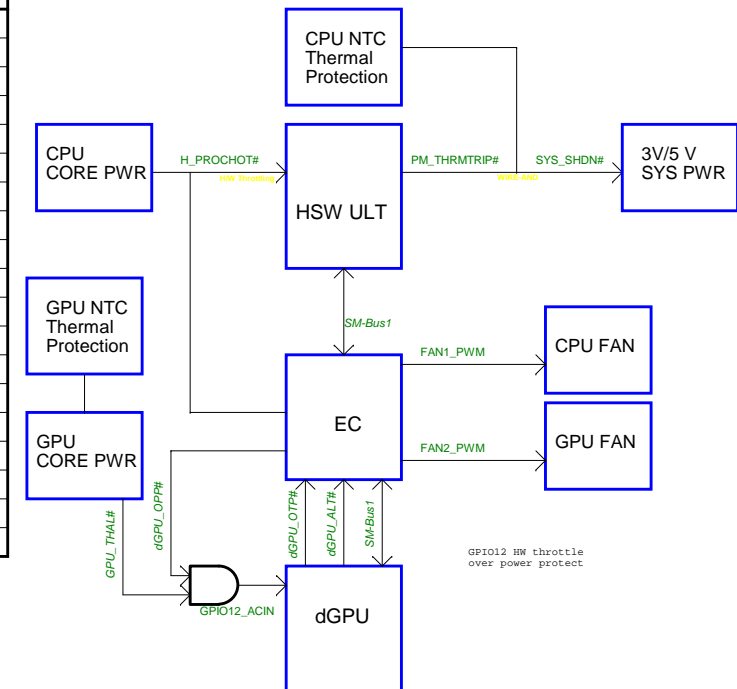 CPU NTC
Thermal
Protection
CPU
CORE PWR
H_PROCHOT#
H/W Throttling
HSW ULT
PM_THRMTRIP#
WIRE-AND
SYS_SHDN#
3V/5 V
SYS PWR
GPU NTC
Thermal
Protection
SM-Bus1
FAN1_PWM
CPU FAN
GPU
CORE PWR
EC
FAN2_PWM
GPU FAN
GPU_THAL#
dGPU_OPP#
dGPU_OTP#
dGPU_ALT#
SM-Bus1
GPIO12 HW throttle
over power protect
GPIO12_ACIN
dGPU